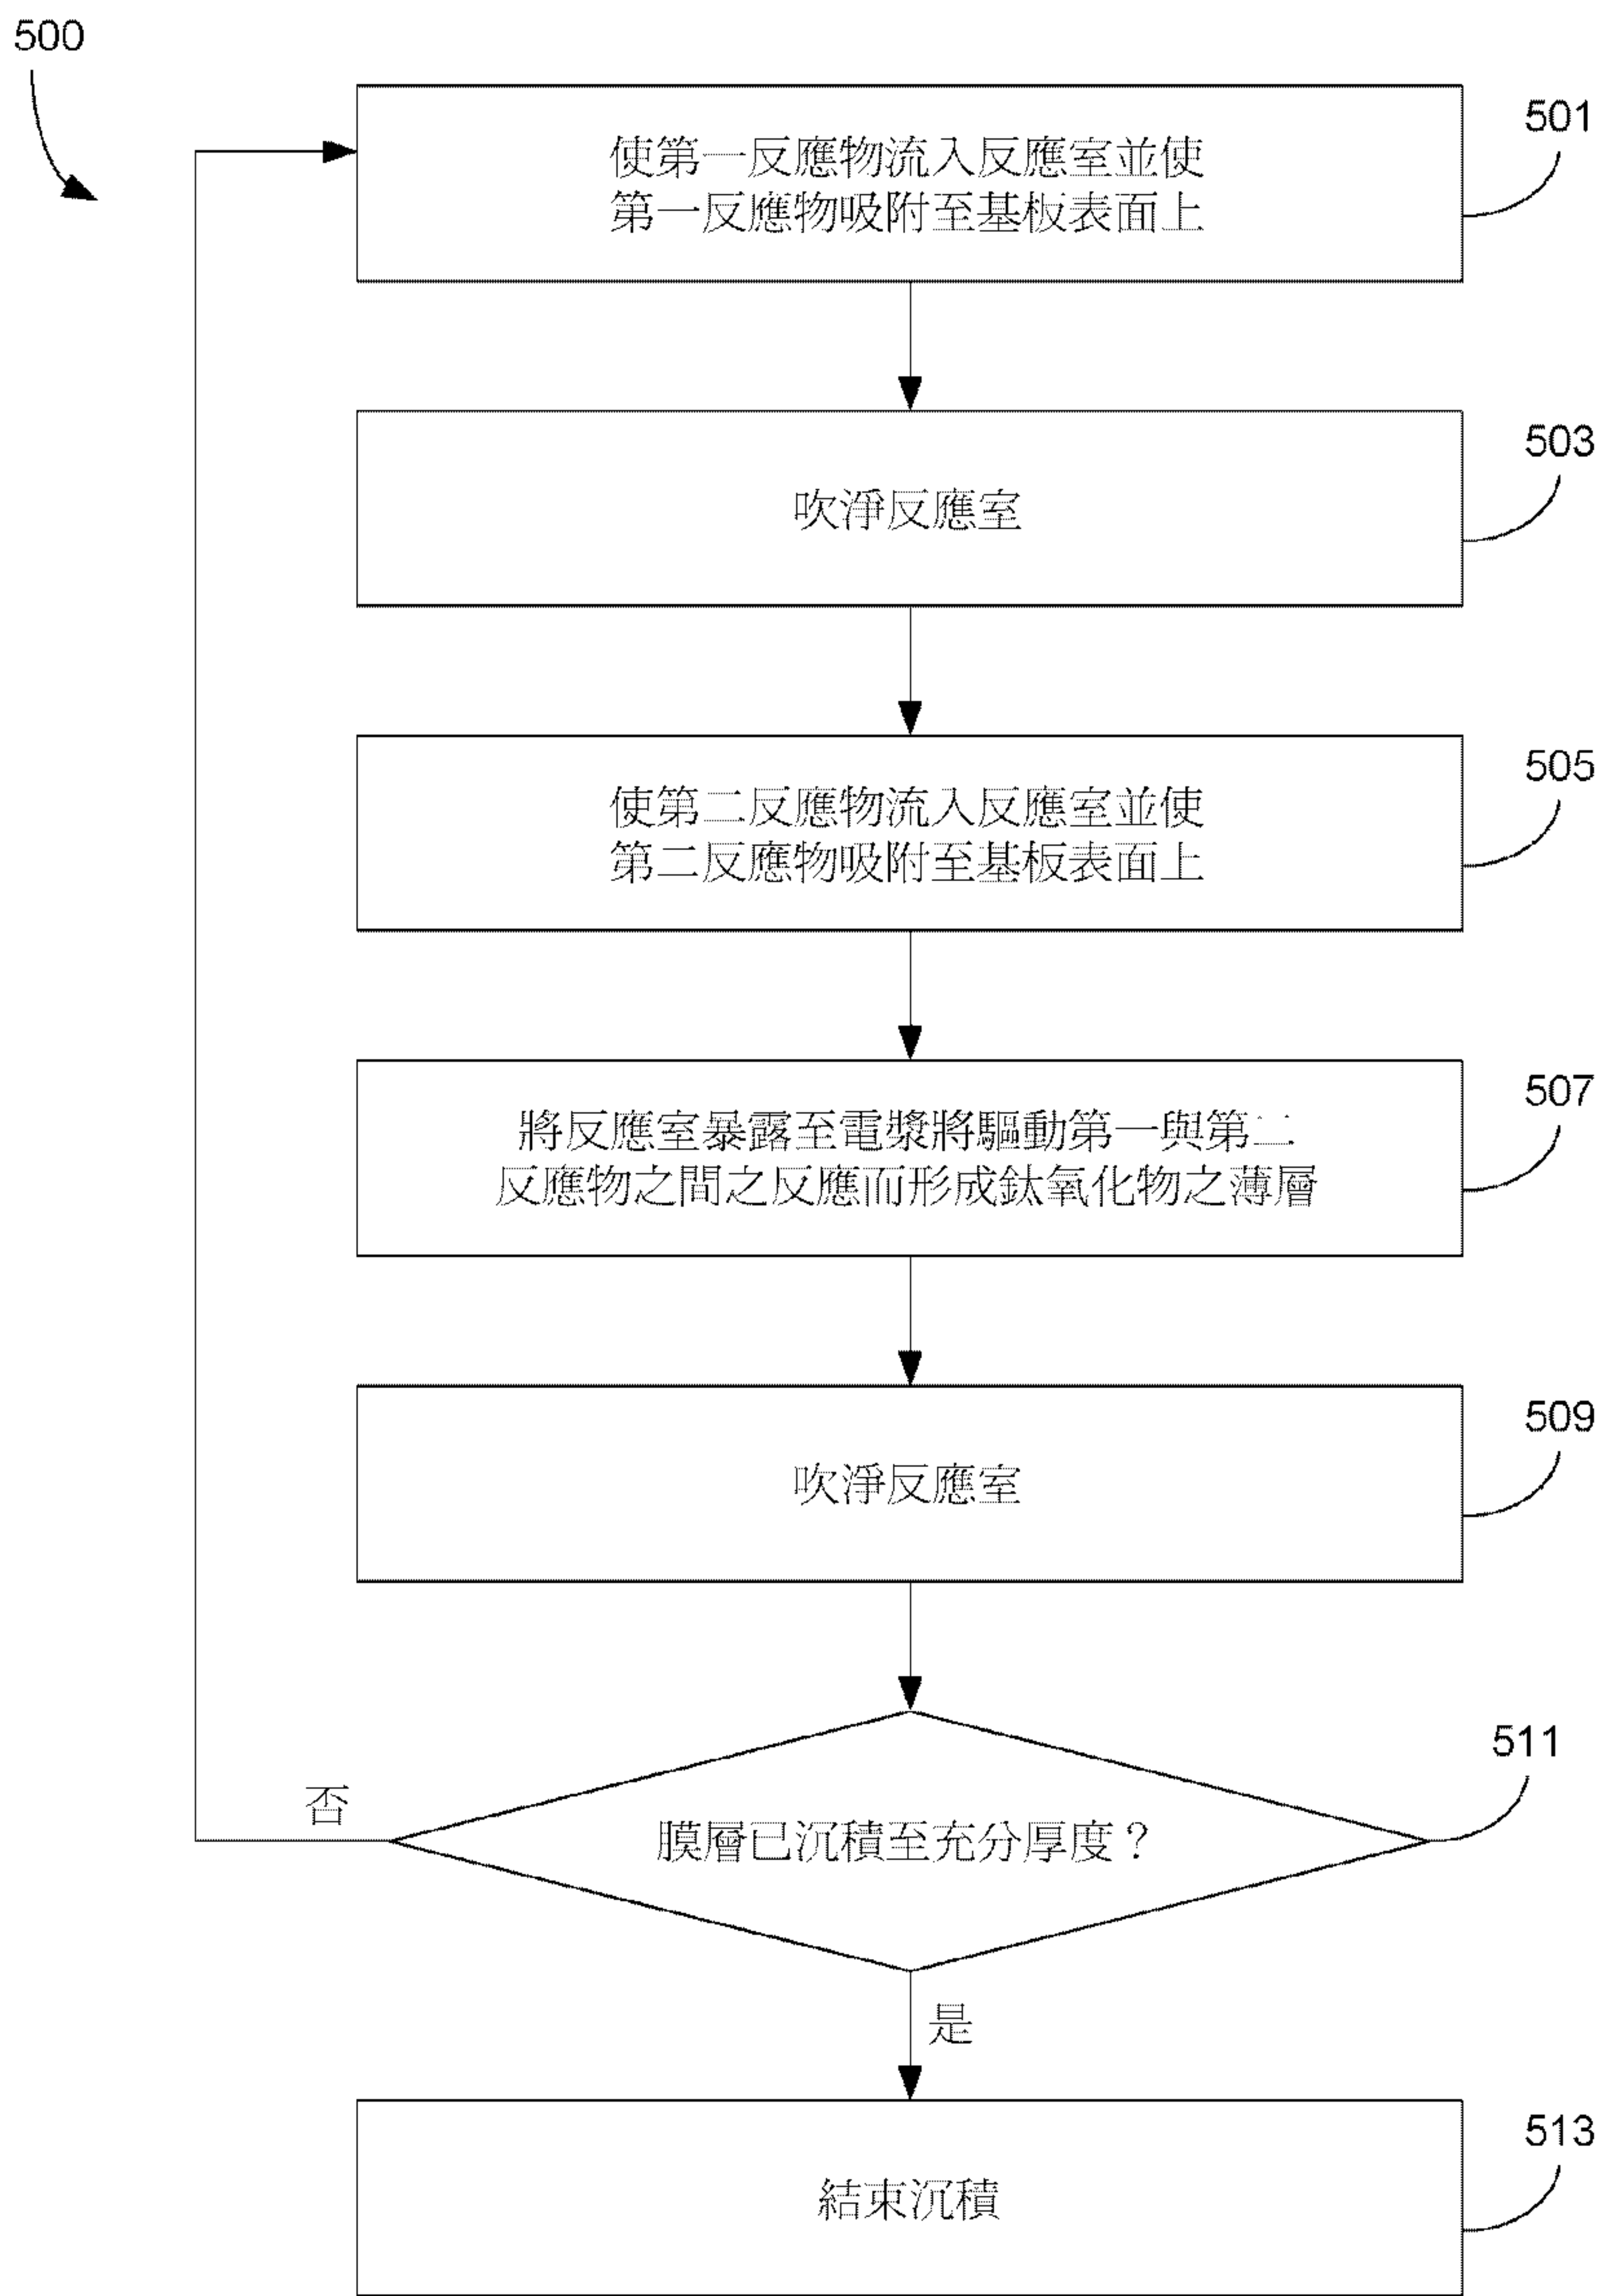 500
使第一反應物流入反應室並使
第一反應物吸附至基板表面上
501
吹淨反應室
503
使第二反應物流入反應室並使
第二反應物吸附至基板表面上
505
將反應室暴露至電漿將驅動第一與第二
反應物之間之反應而形成鈦氧化物之薄層
507
吹淨反應室
509
膜層已沉積至充分厚度？
511
否
是
結束沉積
513